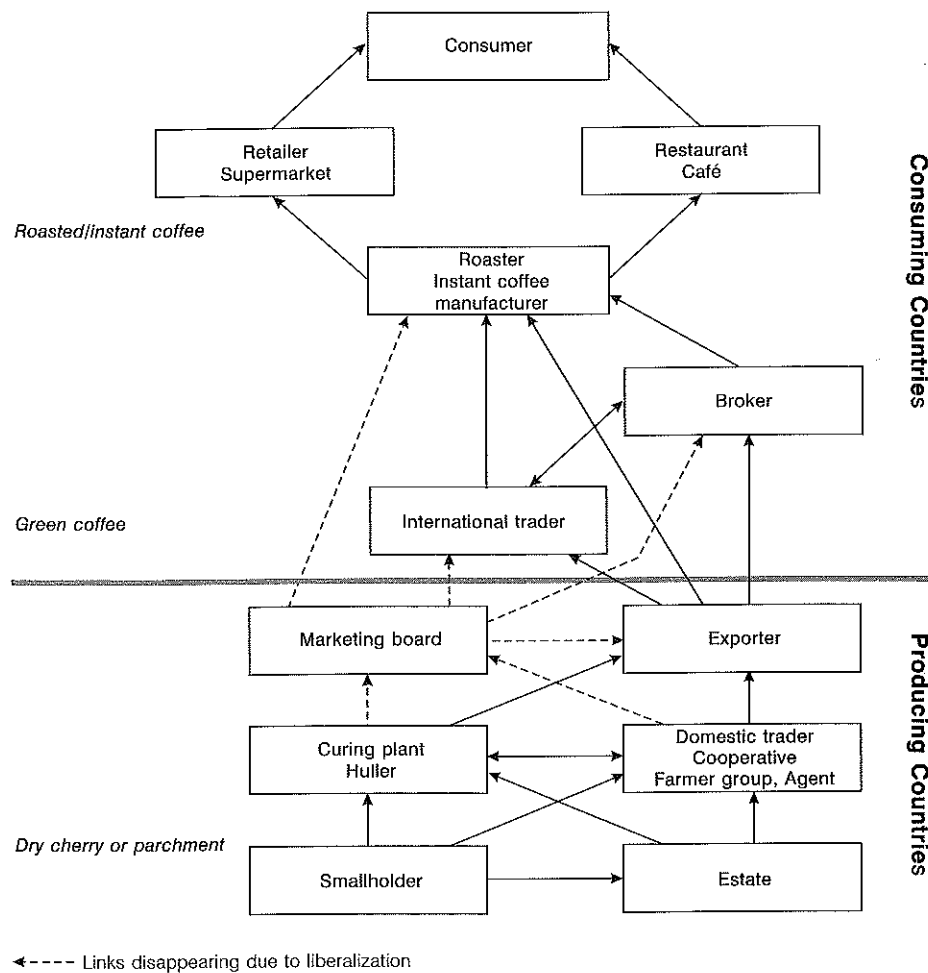 Consumer
Retailer
Supermarket
Restaurant
Café
Roasted/instant coffee
Roaster
Instant coffee
manufacturer
Broker
International trader
Green coffee
Consuming Countries
Marketing board
Exporter
Curing plant
Huller
Domestic trader
Cooperative
Farmer group, Agent
Dry cherry or parchment
Smallholder
Estate
Producing Countries
Links disappearing due to liberalization